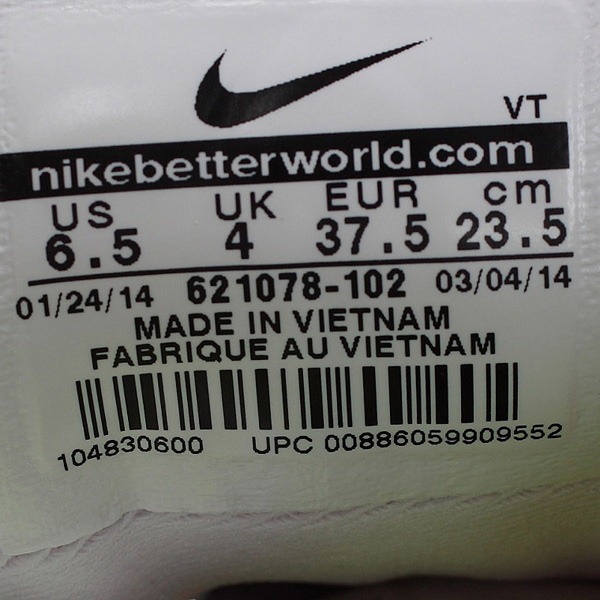 VT
nikebetterworld.com
US UK EUR cm
6.5 4 37.5 23.5
01/24/14 621078-102 03/04/14
MADE IN VIETNAM
FABRIQUE AU VIETNAM
104830600 UPC 00886059909552